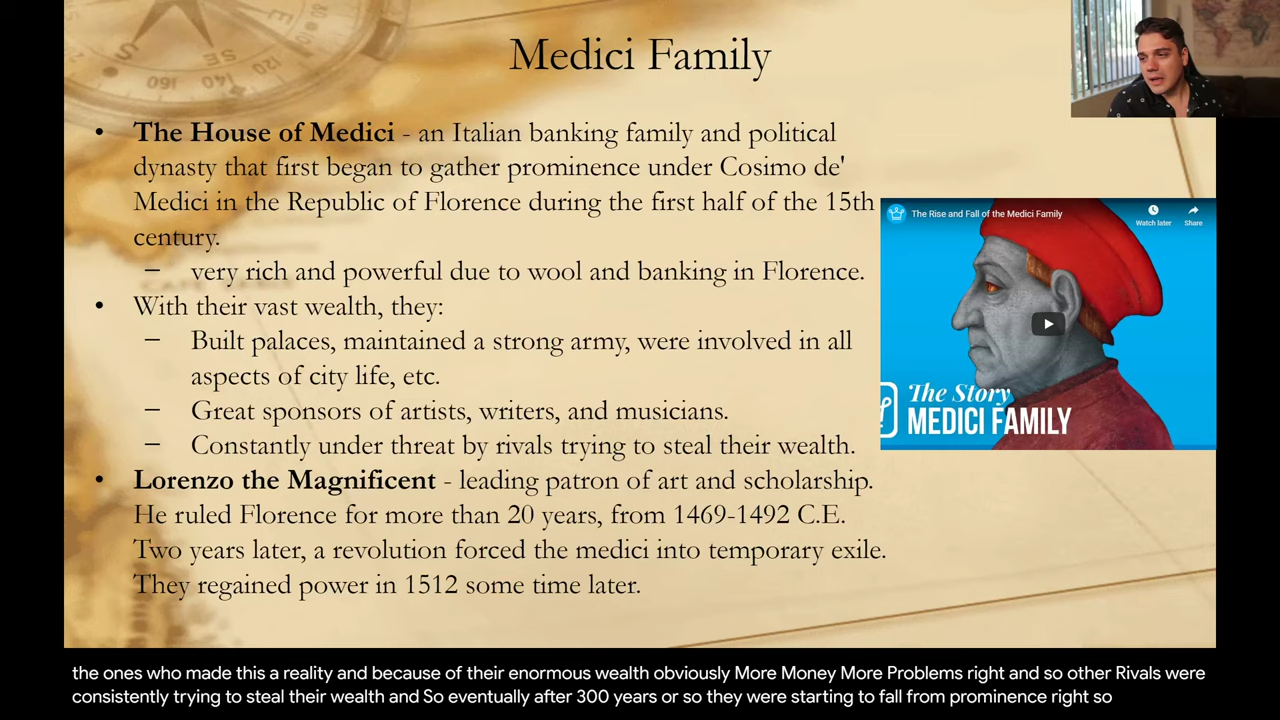 Medici Family
• The House of Medici - an Italian banking family and political
dynasty that first began to gather prominence under Cosimo de'
Medici in the Republic of Florence during the first half of the 15th
century.
– very rich and powerful due to wool and banking in Florence.
• With their vast wealth, they:
– Built palaces, maintained a strong army, were involved in all
aspects of city life, etc.
– Great sponsors of artists, writers, and musicians.
– Constantly under threat by rivals trying to steal their wealth.
• Lorenzo the Magnificent - leading patron of art and scholarship.
He ruled Florence for more than 20 years, from 1469-1492 C.E.
Two years later, a revolution forced the medici into temporary exile.
They regained power in 1512 some time later.
The Rise and Fall of the Medici Family
Watch later
Share
The Story
MEDICI FAMILY
the ones who made this a reality and because of their enormous wealth obviously More Money More Problems right and so other Rivals were
consistently trying to steal their wealth and So eventually after 300 years or so they were starting to fall from prominence right so